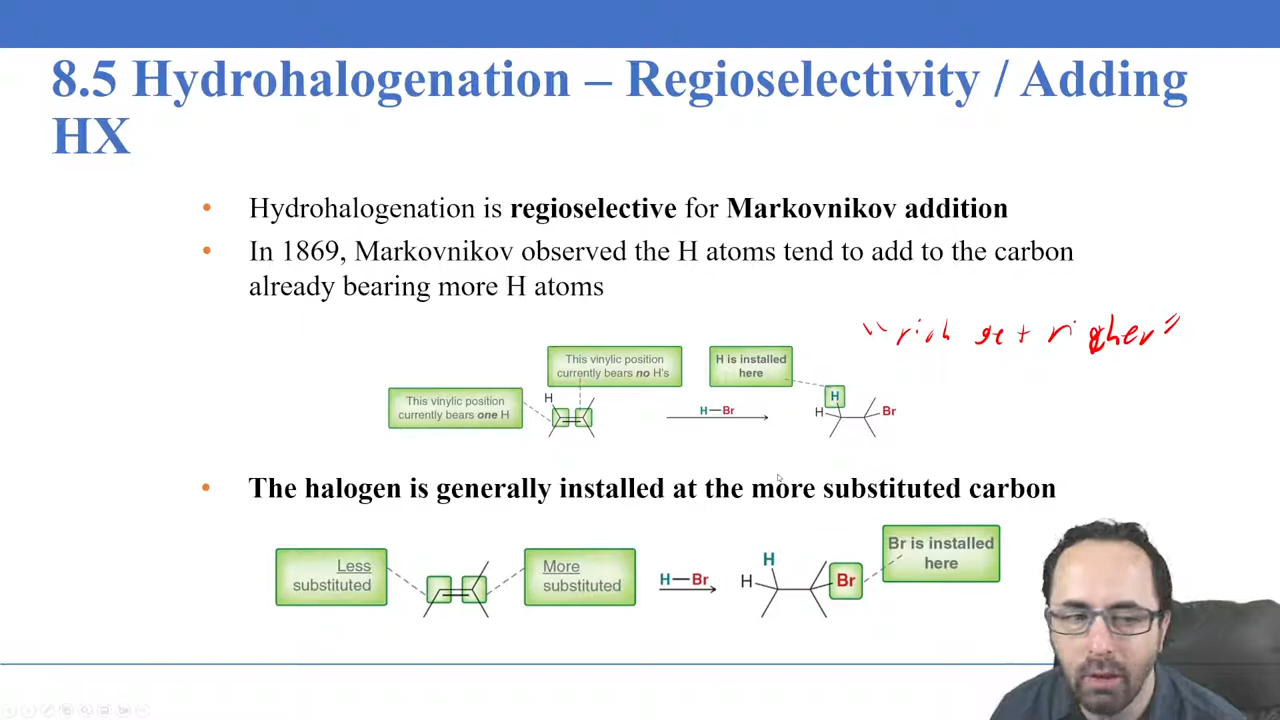 8.5 Hydrohalogenation – Regioselectivity / Adding
HX
• Hydrohalogenation is regioselective for Markovnikov addition
• In 1869, Markovnikov observed the H atoms tend to add to the carbon
already bearing more H atoms
"rich get righer"
This vinylic position
currently bears no H's
H is installed
here
This vinylic position
currently bears one H
H
H—Br
H
H
Br
• The halogen is generally installed at the more substituted carbon
Less
substituted
More
substituted
H—Br
H
H
Br
Br is installed
here